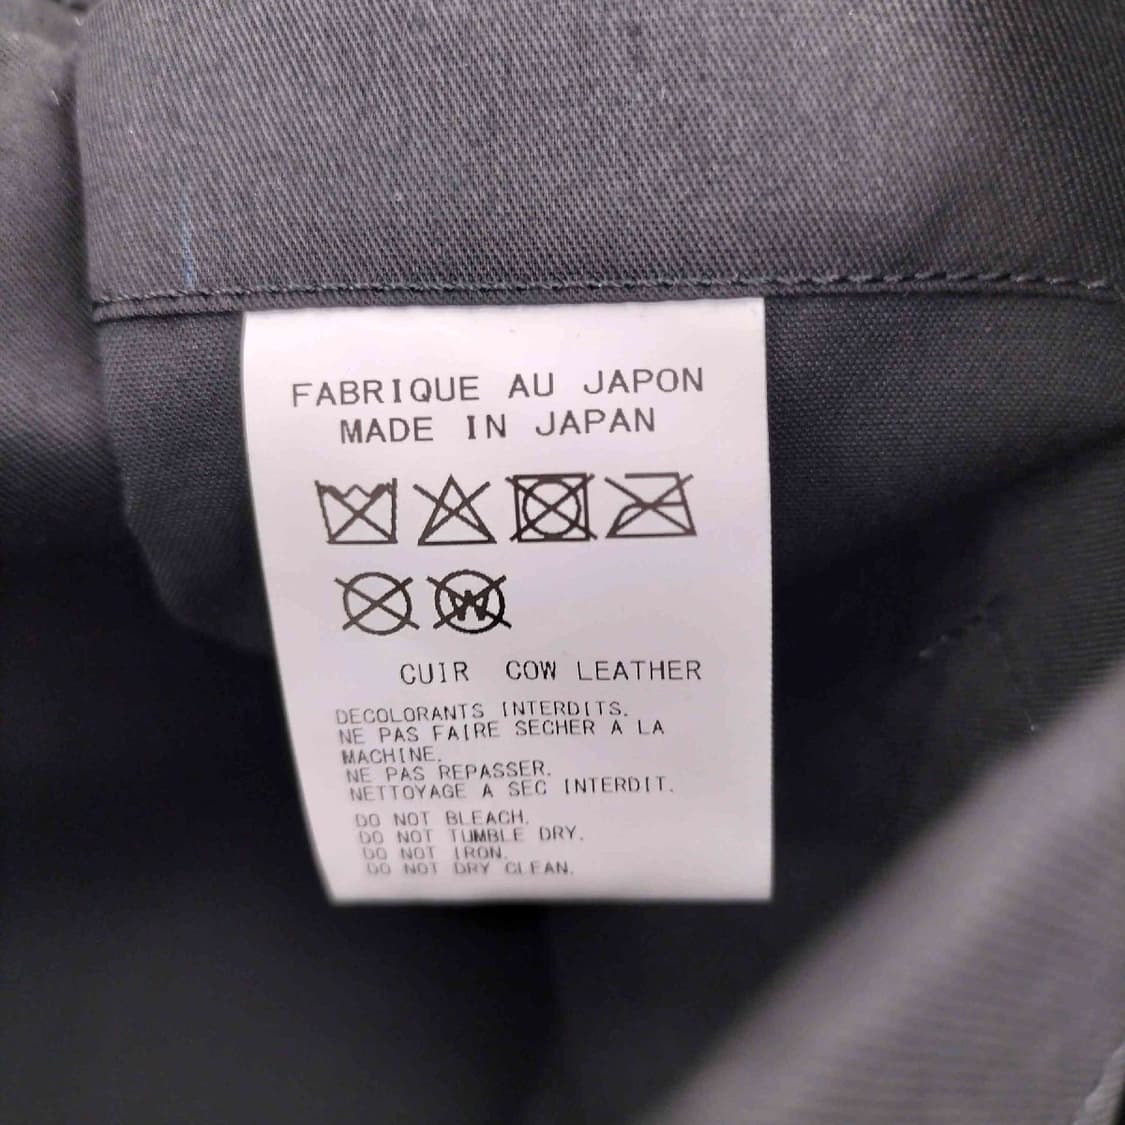 FABRIQUE AU JAPON
MADE IN JAPAN
W
CUIR COW LEATHER
DECOLORANTS INTERDITS.
NE PAS FAIRE SECHER A LA
MACHINE.
NE PAS REPASSER.
NETTOYAGE A SEC INTERDIT.
DO NOT BLEACH.
DO NOT TUMBLE DRY.
DO NOT IRON.
DO NOT DRY CLEAN.